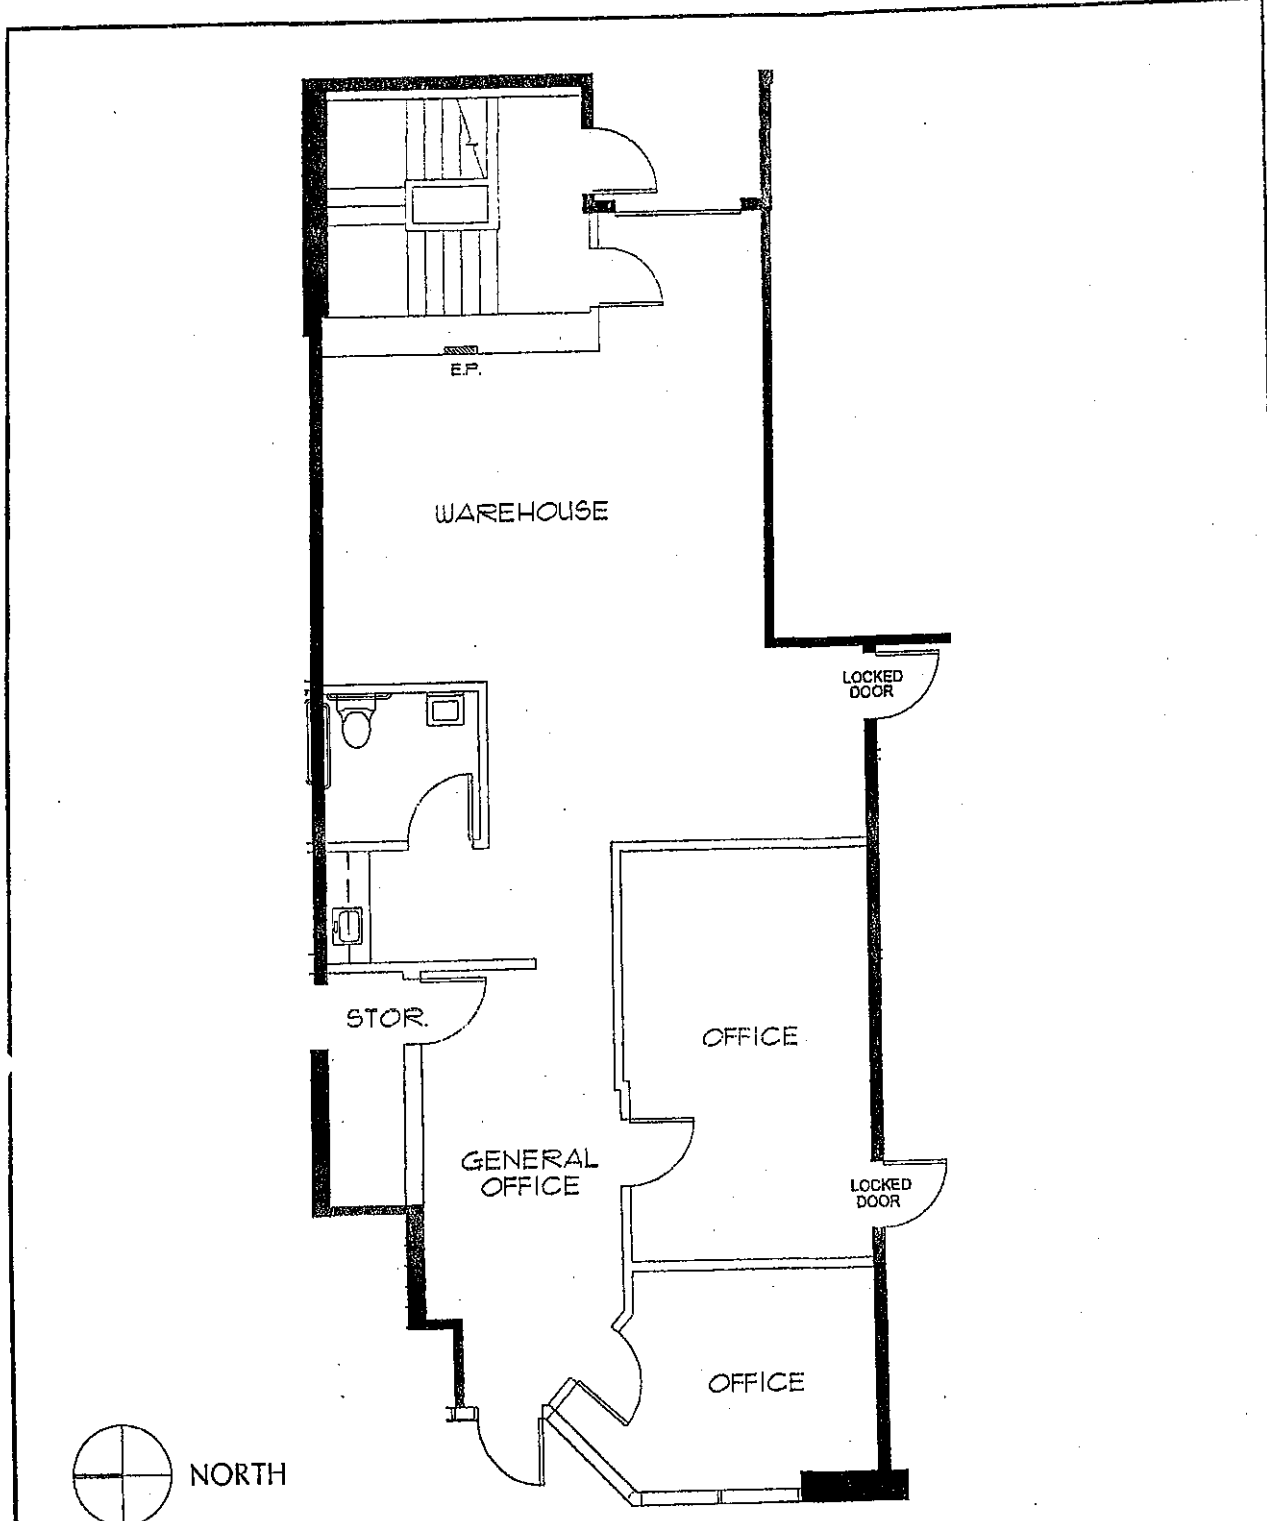 E.P.
WAREHOUSE
LOCKED
DOOR
STOR.
OFFICE
GENERAL
OFFICE
LOCKED
DOOR
OFFICE
NORTH